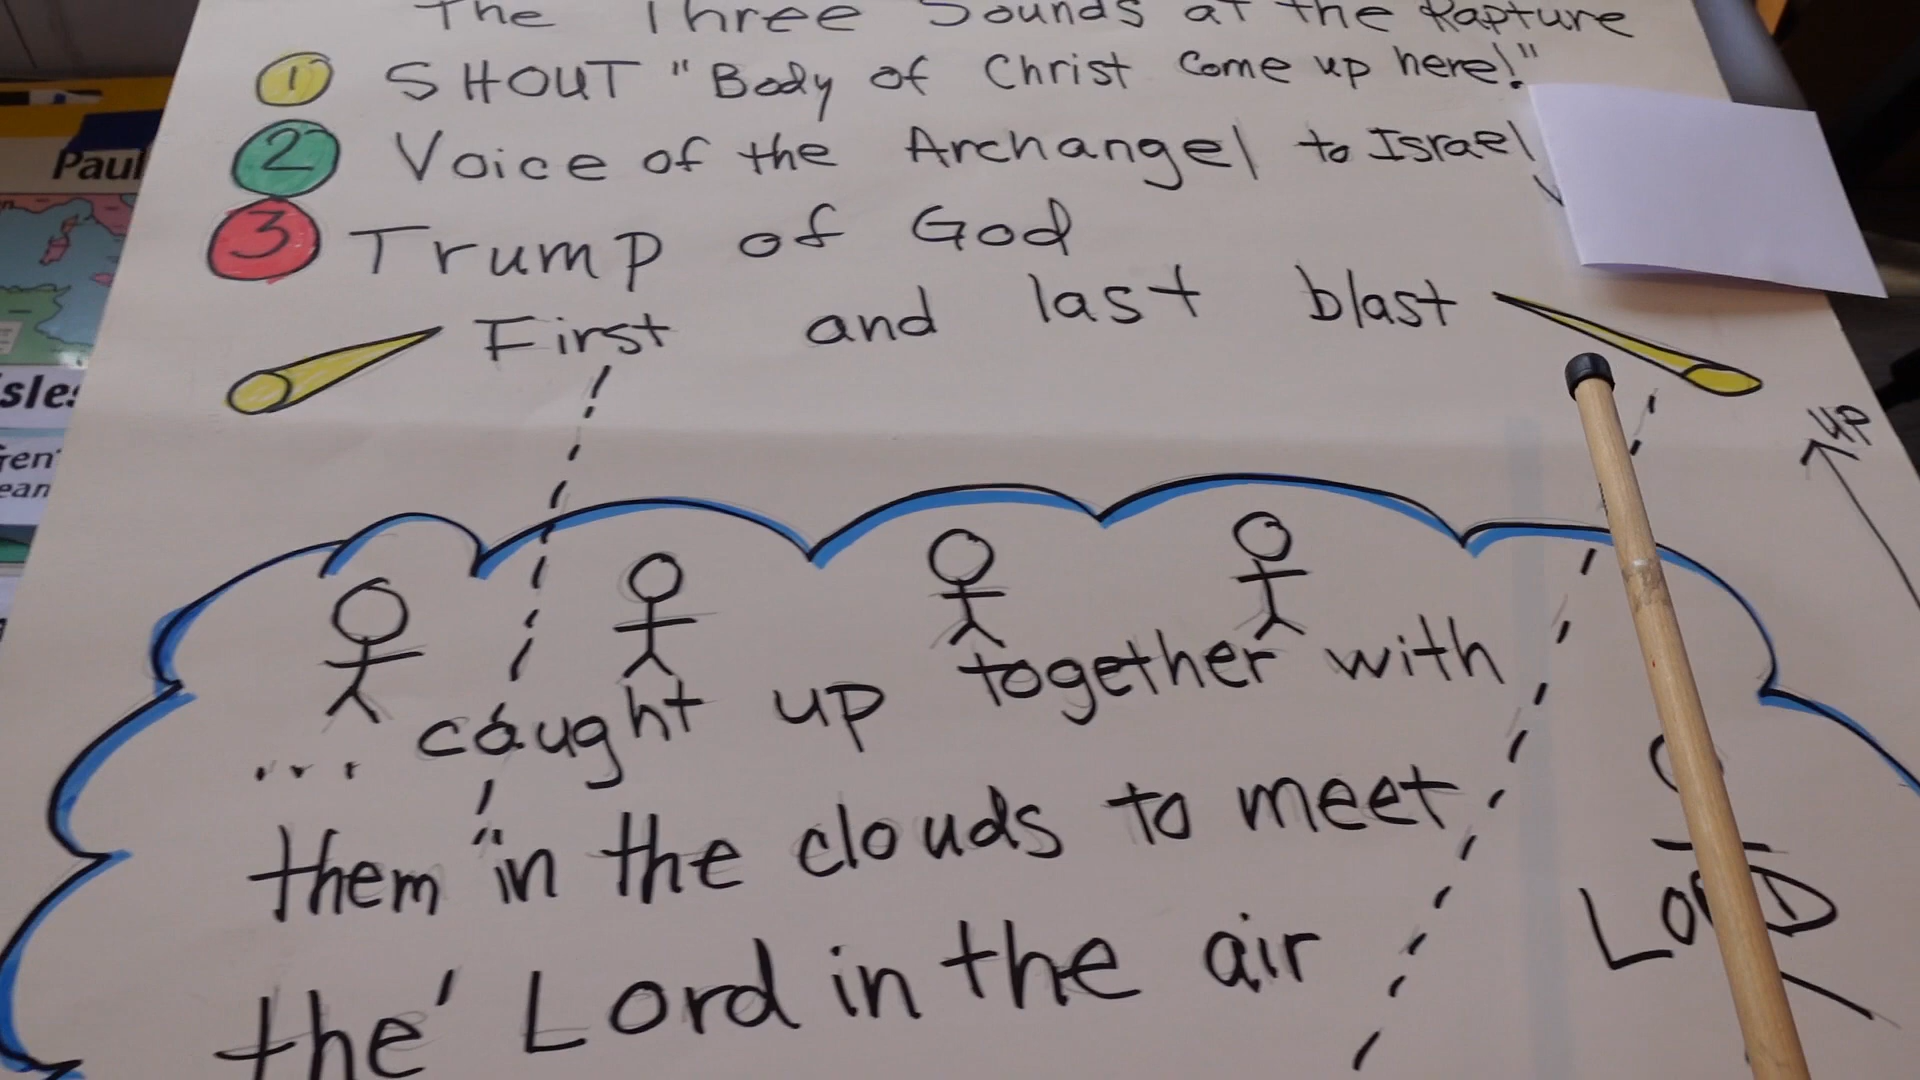 The Three Sounds at the Rapture
1 SHOUT "Body of Christ come up here!"
2 Voice of the Archangel to Israel
3 Trump of God
First and last blast
UP
... caught up together with
them in the clouds to meet
the Lord in the air
LORD
Paul